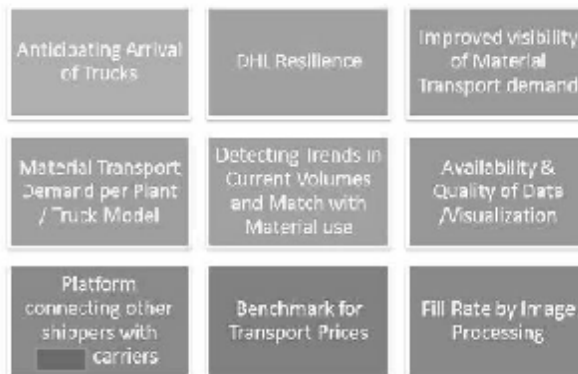 Anticipating Arrival
of Trucks
DHL Resilience
Improved visibility
of Material
Transport demand
Material Transport
Demand per Plant
/ Truck Model
Detecting Trends in
Current Volumes
and Match with
Material use
Availability &
Quality of Data
/Visualization
Platform
connecting other
shippers with
carriers
Benchmark for
Transport Prices
Fill Rate by Image
Processing